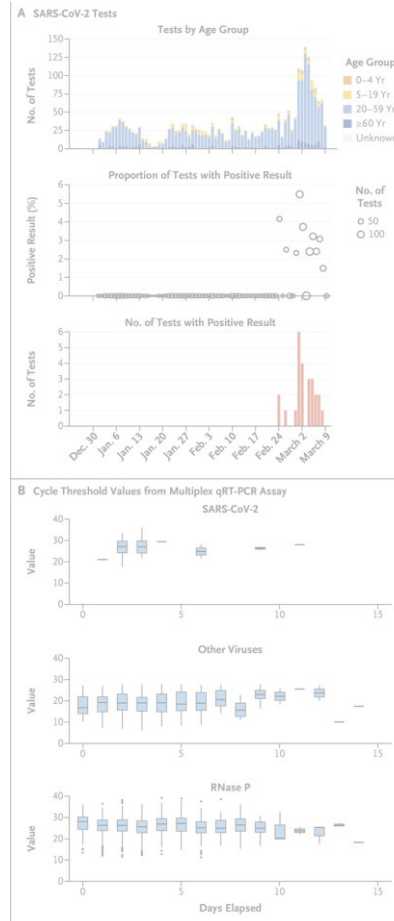 A SARS-CoV-2 Tests
Tests by Age Group
No. of Tests
150
125
100
75
50
25
0
Age Group
0–4 Yr
5–19 Yr
20–59 Yr
≥60 Yr
Unknown
Proportion of Tests with Positive Result
Positive Result (%)
6
5
4
3
2
1
0
No. of
Tests
50
100
No. of Tests with Positive Result
No. of Tests
6
5
4
3
2
1
0
Dec. 30
Jan. 6
Jan. 13
Jan. 20
Jan. 27
Feb. 3
Feb. 10
Feb. 17
Feb. 24
March 2
March 9
B Cycle Threshold Values from Multiplex qRT-PCR Assay
SARS-CoV-2
Value
40
30
20
10
0
0 5 10 15
Other Viruses
Value
40
30
20
10
0
0 5 10 15
RNase P
Value
40
30
20
10
0
0 5 10 15
Days Elapsed